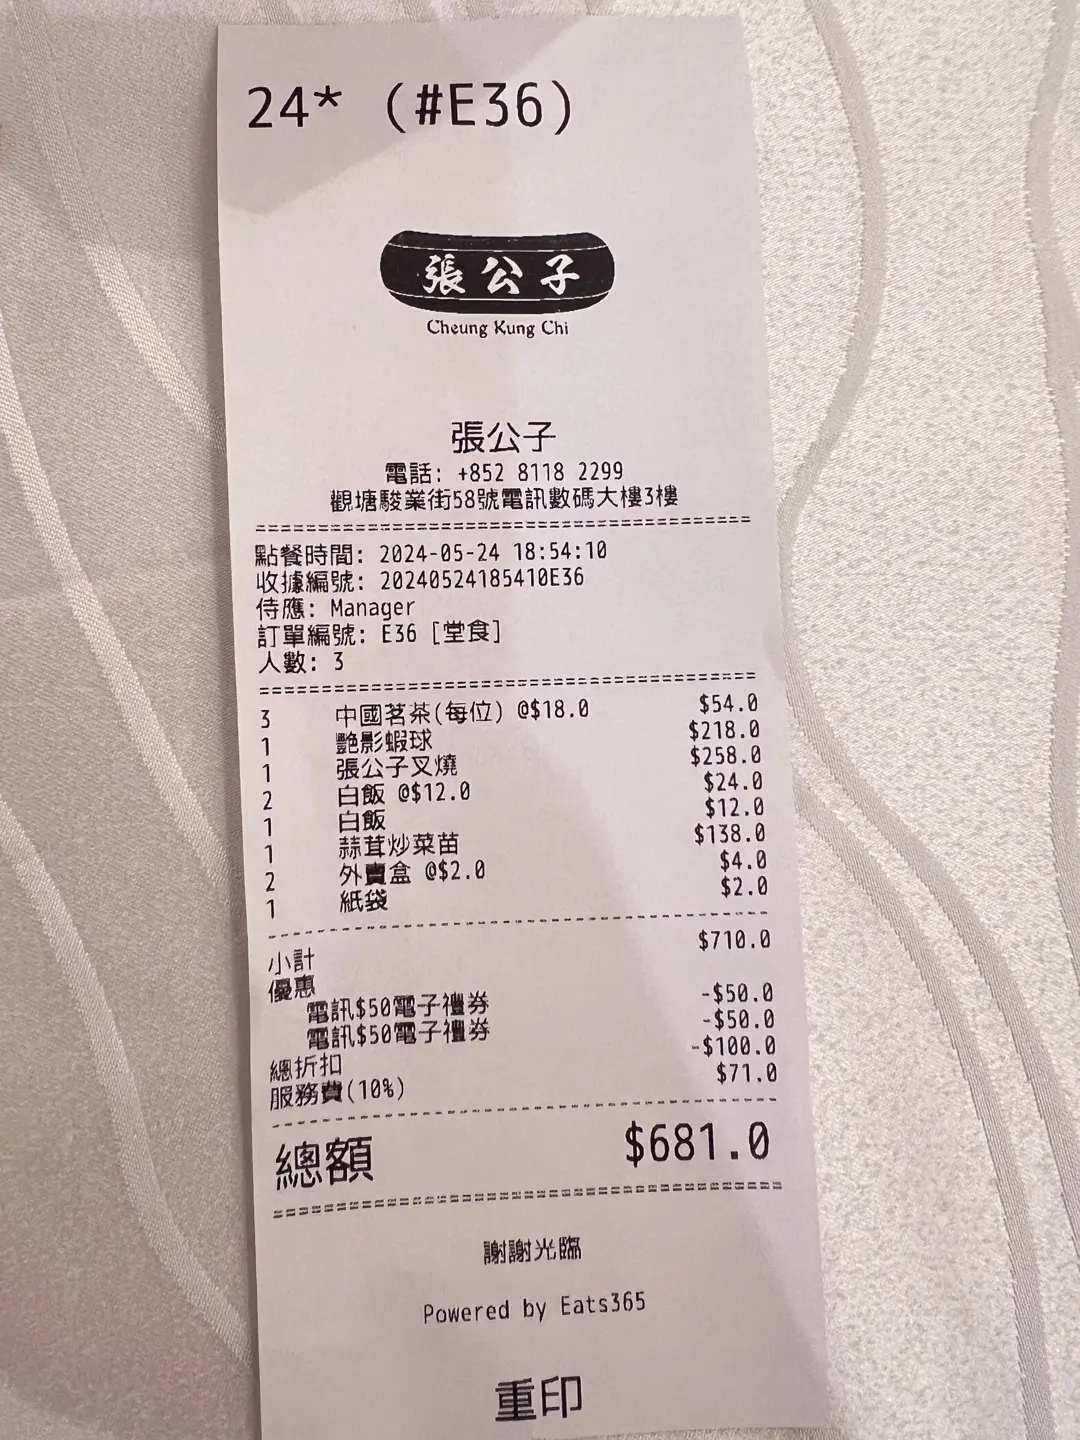 24* (#E36)
張公子
Cheung Kung Chi
張公子
電話: +852 8118 2299
觀塘駿業街58號電訊數碼大樓3樓
點餐時間: 2024-05-24 18:54:10
收據編號: 20240524185410E36
侍應: Manager
訂單編號: E36 [堂食]
人數: 3
3 中國茗茶(每位) @$18.0 $54.0
1 艷影蝦球 $218.0
1 張公子叉燒 $258.0
2 白飯 @$12.0 $24.0
1 白飯 $12.0
1 蒜茸炒菜苗 $138.0
2 外賣盒 @$2.0 $4.0
1 紙袋 $2.0
小計 $710.0
優惠
電訊$50電子禮券 -$50.0
電訊$50電子禮券 -$50.0
總折扣 -$100.0
服務費(10%) $71.0
總額 $681.0
謝謝光臨
Powered by Eats365
重印